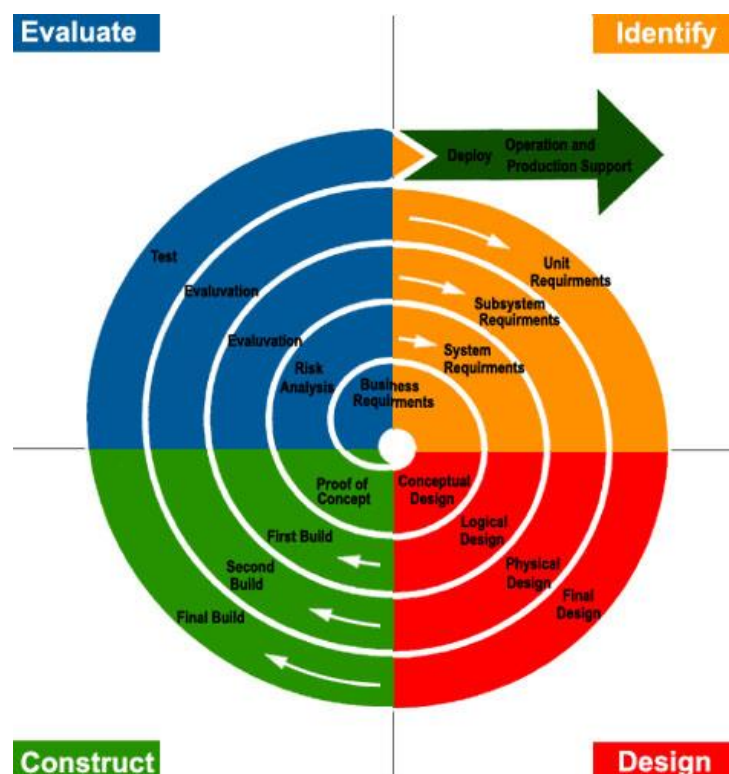 Evaluate
Identify
Deploy
Operation and
Production Support
Test
Unit
Requirments
Evaluvation
Subsystem
Requirments
Evaluvation
System
Requirments
Risk
Analysis
Business
Requirments
Proof of
Concept
Conceptual
Design
First Build
Logical
Design
Second
Build
Physical
Design
Final Build
Final
Design
Construct
Design